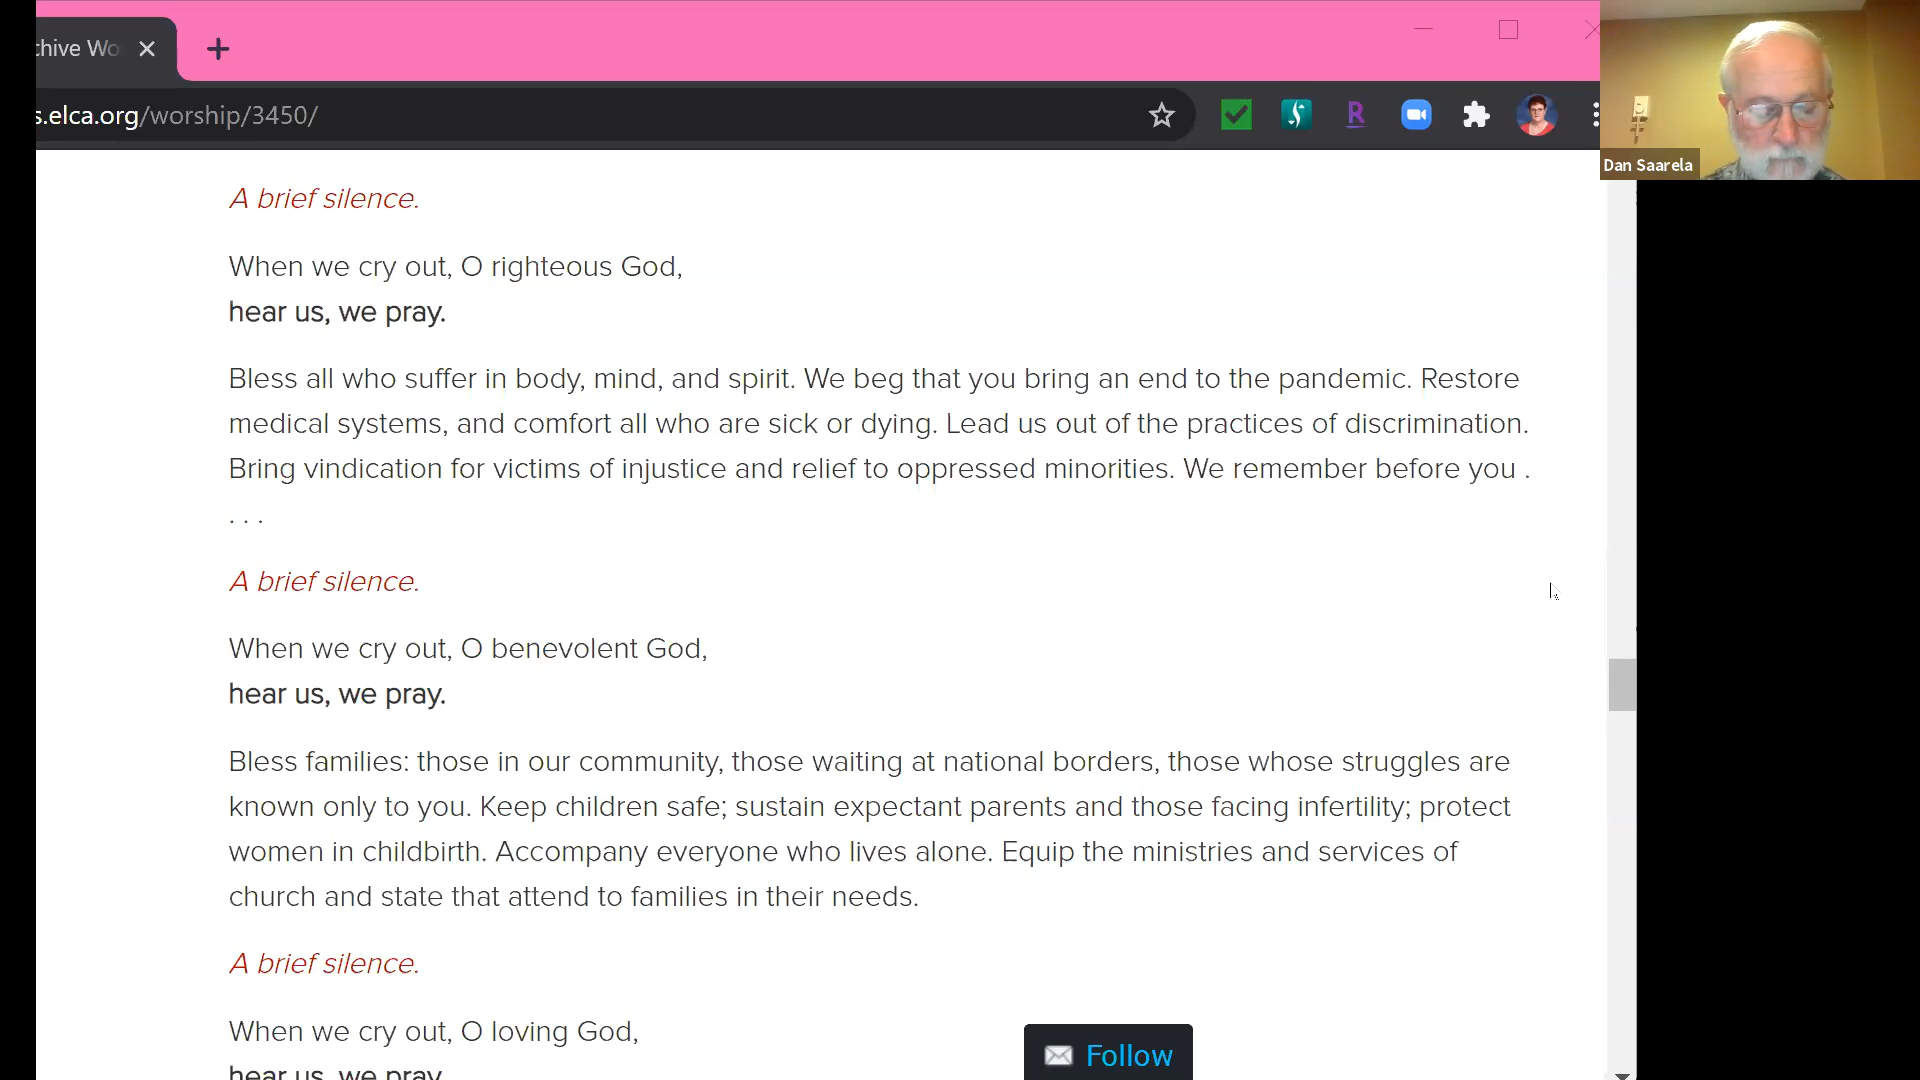 chive Wo
s.elca.org/worship/3450/
R
Dan Saarela
A brief silence.
When we cry out, O righteous God,
hear us, we pray.
Bless all who suffer in body, mind, and spirit. We beg that you bring an end to the pandemic. Restore
medical systems, and comfort all who are sick or dying. Lead us out of the practices of discrimination.
Bring vindication for victims of injustice and relief to oppressed minorities. We remember before you .
. . .
A brief silence.
When we cry out, O benevolent God,
hear us, we pray.
Bless families: those in our community, those waiting at national borders, those whose struggles are
known only to you. Keep children safe; sustain expectant parents and those facing infertility; protect
women in childbirth. Accompany everyone who lives alone. Equip the ministries and services of
church and state that attend to families in their needs.
A brief silence.
When we cry out, O loving God,
hear us, we pray.
Follow